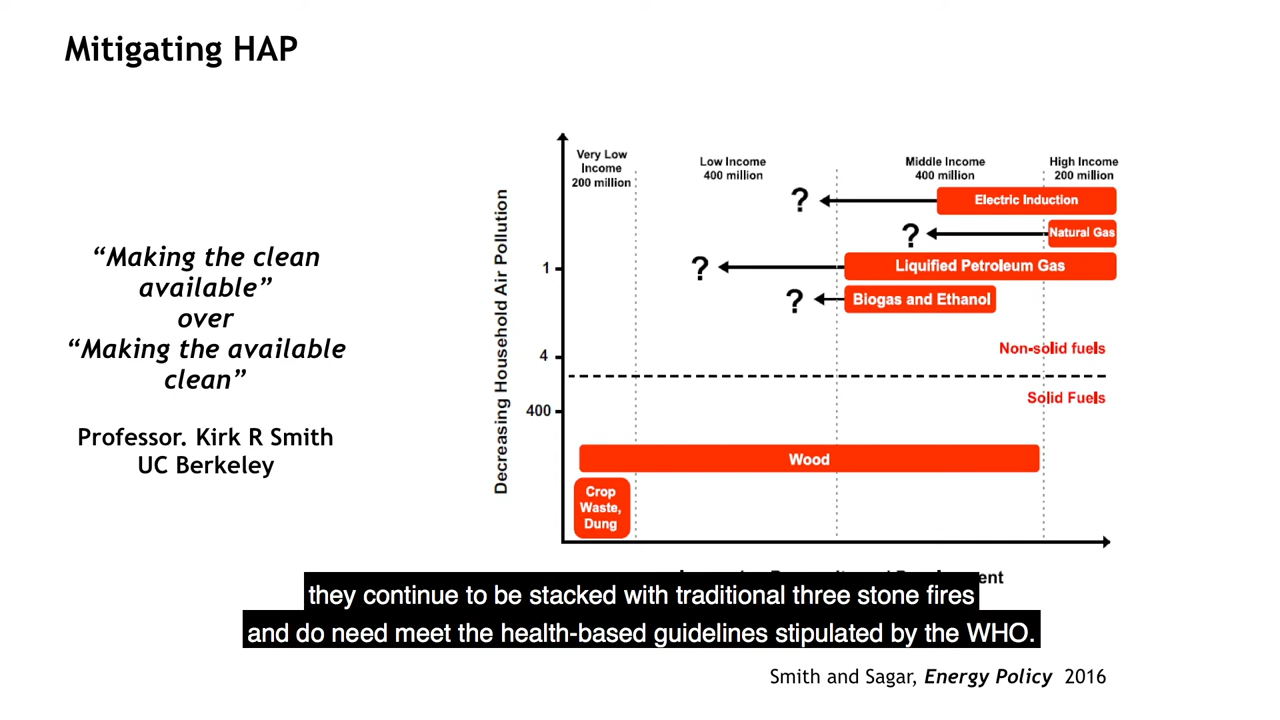 Mitigating HAP
“Making the clean
available”
over
“Making the available
clean”
Professor. Kirk R Smith
UC Berkeley
Decreasing Household Air Pollution
1
4
400
Very Low
Income
200 million
Low Income
400 million
Middle Income
400 million
High Income
200 million
? Electric Induction
? Natural Gas
? Liquified Petroleum Gas
? Biogas and Ethanol
Non-solid fuels
Solid Fuels
Wood
Crop
Waste,
Dung
they continue to be stacked with traditional three stone fires
and do need meet the health-based guidelines stipulated by the WHO.
Smith and Sagar, Energy Policy 2016